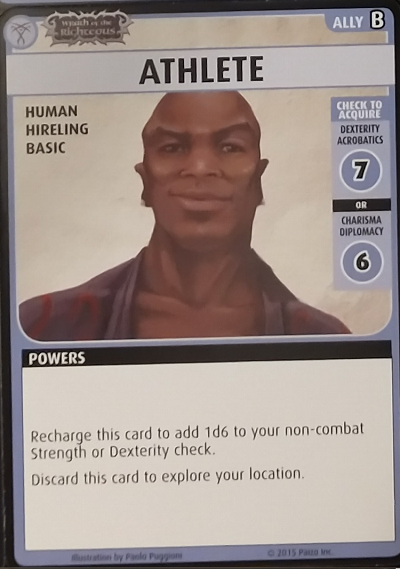 Wrath of the
Righteous
ALLY B
ATHLETE
HUMAN
HIRELING
BASIC
CHECK TO
ACQUIRE
DEXTERITY
ACROBATICS
7
OR
CHARISMA
DIPLOMACY
6
POWERS
Recharge this card to add 1d6 to your non-combat
Strength or Dexterity check.
Discard this card to explore your location.
Illustration by Paolo Puggioni
© 2015 Paizo Inc.